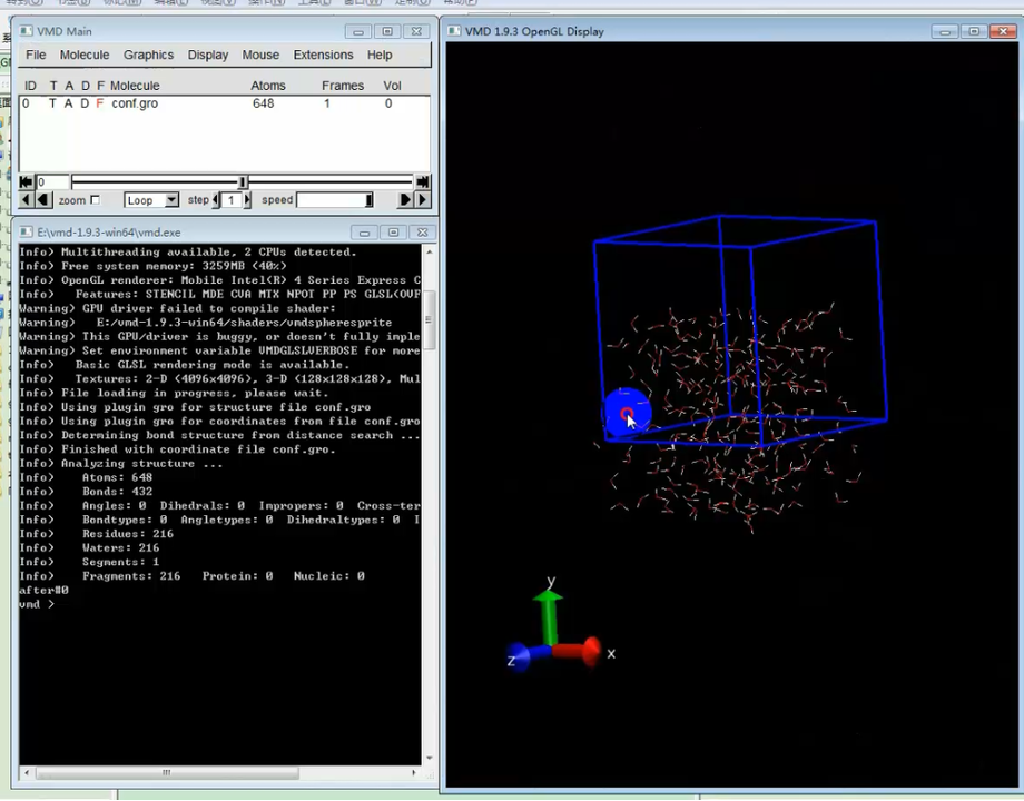 VMD Main
File Molecule Graphics Display Mouse Extensions Help
ID T A D F Molecule Atoms Frames Vol
0 T A D F conf.gro 648 1 0
0
zoom Loop step 1 speed
E:\vmd-1.9.3-win64\vmd.exe
Info) Multithreading available, 2 CPUs detected.
Info) Free system memory: 3259MB (40%)
Info) OpenGL renderer: Mobile Intel(R) 4 Series Express C
Info) Features: STENCIL MDE CVA MTX NPOT PP PS GLSL(OVF
Warning) GPU driver failed to compile shader:
Warning) E:/vmd-1.9.3-win64/shaders/vmdspheresprite
Warning) This GPU/driver is buggy, or doesn't fully imple
Warning) Set environment variable VMDGLSLVERBOSE for more
Info) Basic GLSL rendering mode is available.
Info) Textures: 2-D (4096x4096), 3-D (128x128x128), Mul
Info) File loading in progress, please wait.
Info) Using plugin gro for structure file conf.gro
Info) Using plugin gro for coordinates from file conf.gro
Info) Determining bond structure from distance search ...
Info) Finished with coordinate file conf.gro.
Info) Analyzing structure ...
Info) Atoms: 648
Info) Bonds: 432
Info) Angles: 0 Dihedrals: 0 Impropers: 0 Cross-ter
Info) Bondtypes: 0 Angletypes: 0 Dihedraltypes: 0 I
Info) Residues: 216
Info) Waters: 216
Info) Segments: 1
Info) Fragments: 216 Protein: 0 Nucleic: 0
after#0
vmd >
VMD 1.9.3 OpenGL Display
y
z x